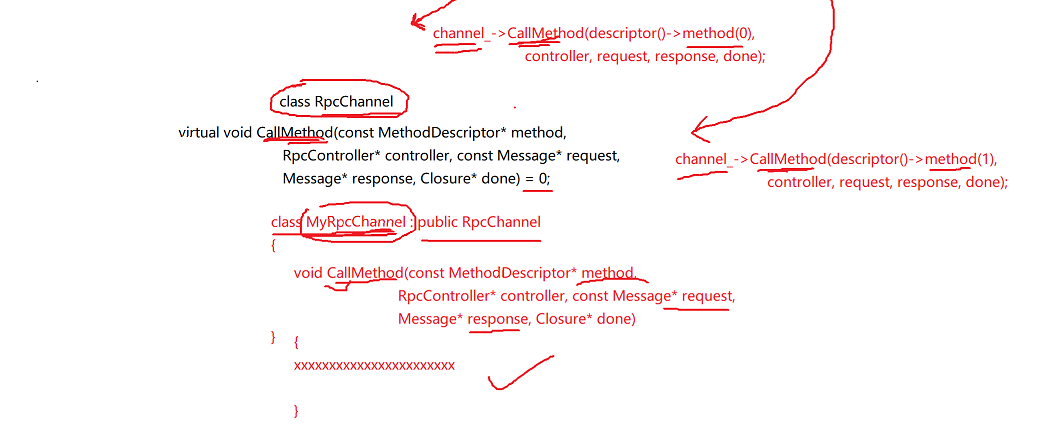 channel_->CallMethod(descriptor()->method(0),
controller, request, response, done);
class RpcChannel
virtual void CallMethod(const MethodDescriptor* method,
RpcController* controller, const Message* request,
Message* response, Closure* done) = 0;
channel_->CallMethod(descriptor()->method(1),
controller, request, response, done);
class MyRpcChannel : public RpcChannel
{
void CallMethod(const MethodDescriptor* method,
RpcController* controller, const Message* request,
Message* response, Closure* done)
}
{
xxxxxxxxxxxxxxxxxxxxxxx
}